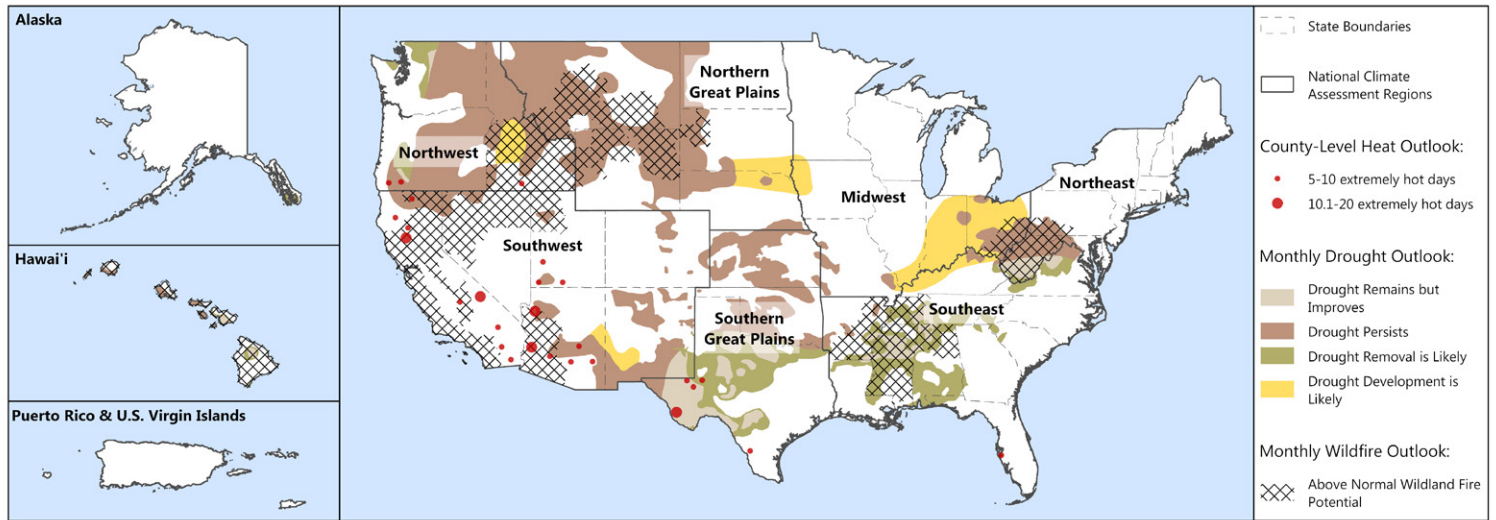 Alaska
Hawai'i
Puerto Rico & U.S. Virgin Islands
Northwest
Northern
Great Plains
Midwest
Northeast
Southwest
Southern
Great Plains
Southeast
State Boundaries
National Climate
Assessment Regions
County-Level Heat Outlook:
5-10 extremely hot days
10.1-20 extremely hot days
Monthly Drought Outlook:
Drought Remains but
Improves
Drought Persists
Drought Removal is Likely
Drought Development is
Likely
Monthly Wildfire Outlook:
Above Normal Wildland Fire
Potential